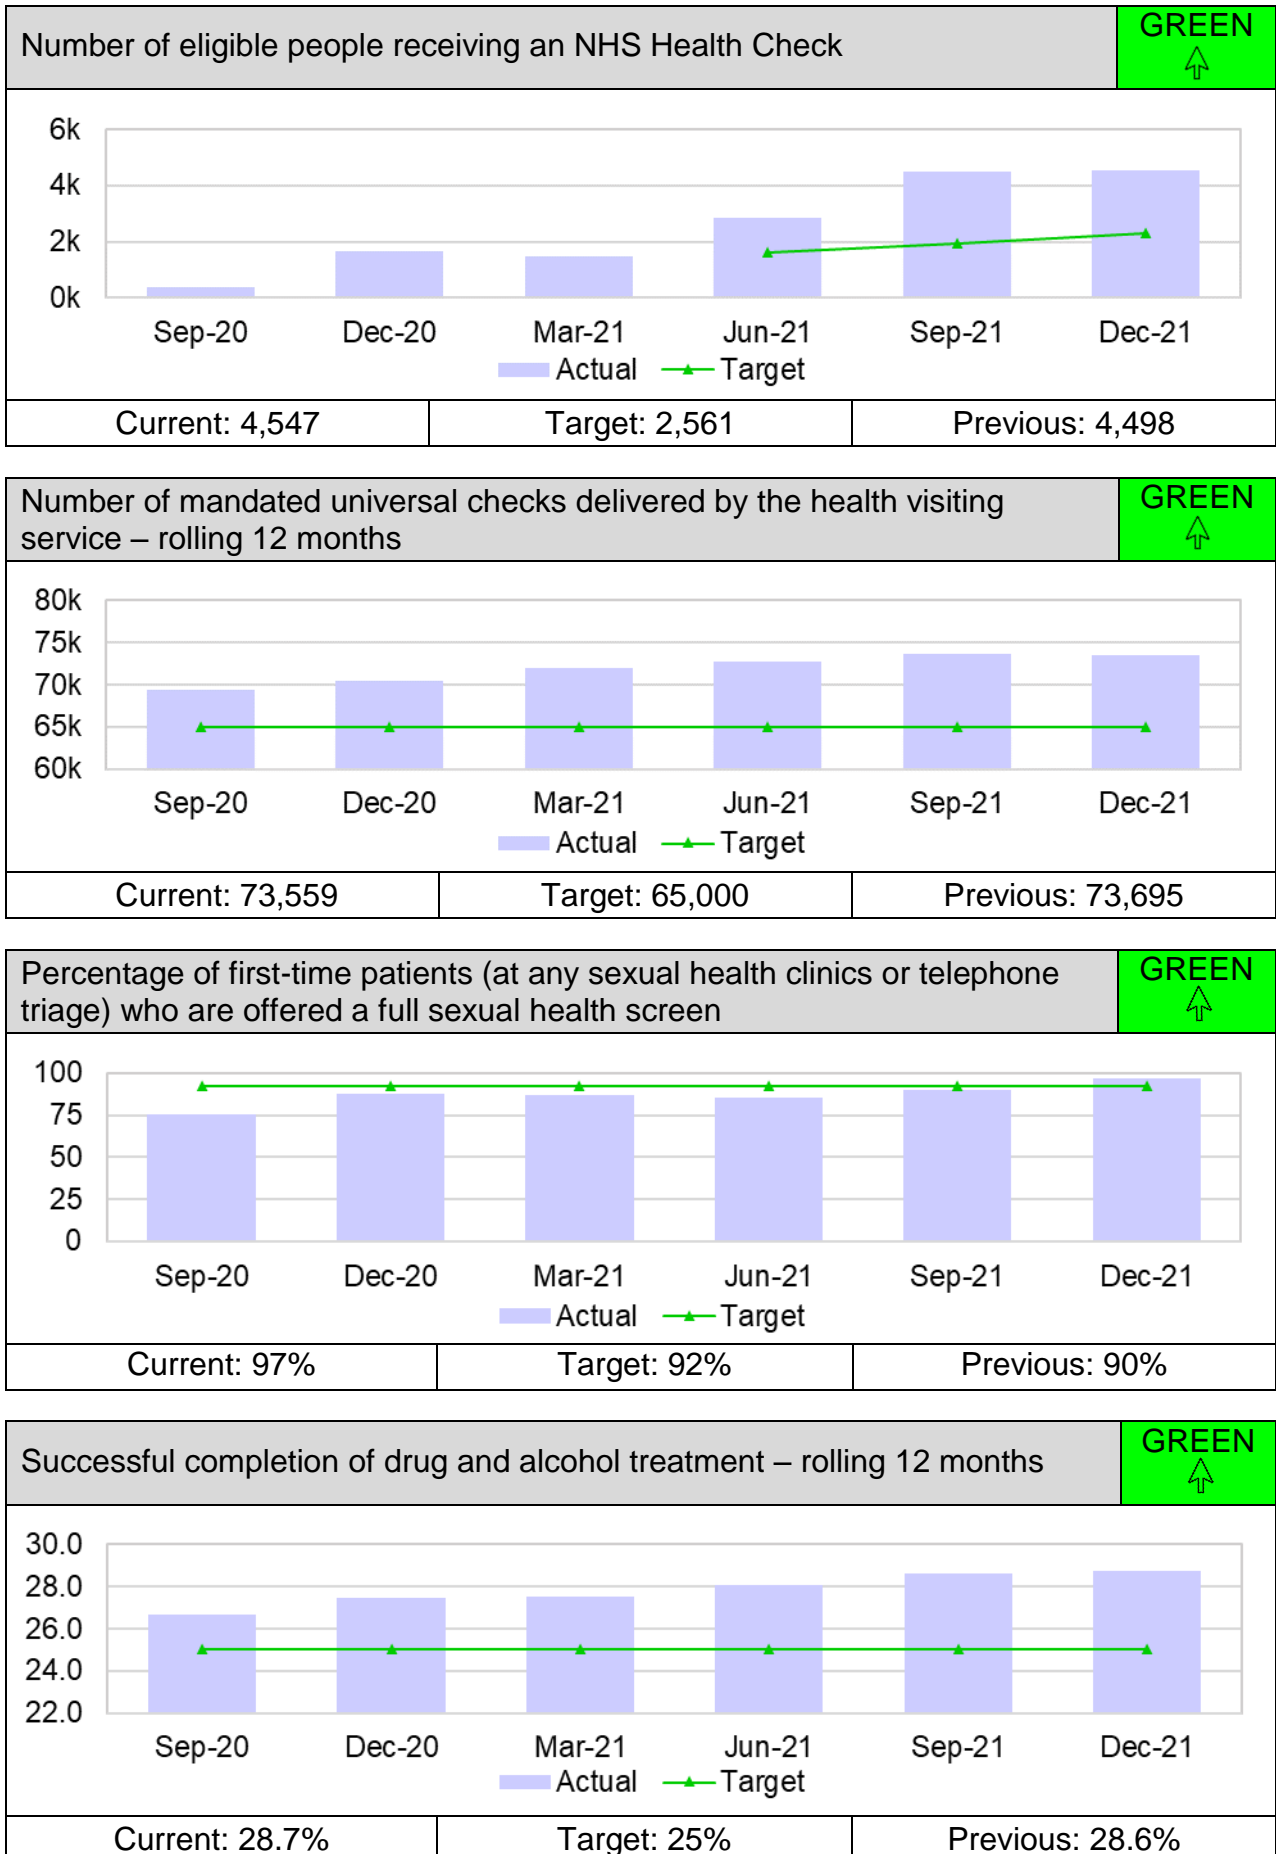 Number of eligible people receiving an NHS Health Check
GREEN
6k
4k
2k
0k
Sep-20 Dec-20 Mar-21 Jun-21 Sep-21 Dec-21
Actual Target
Current: 4,547 Target: 2,561 Previous: 4,498
Number of mandated universal checks delivered by the health visiting
service – rolling 12 months
GREEN
80k
75k
70k
65k
60k
Sep-20 Dec-20 Mar-21 Jun-21 Sep-21 Dec-21
Actual Target
Current: 73,559 Target: 65,000 Previous: 73,695
Percentage of first-time patients (at any sexual health clinics or telephone
triage) who are offered a full sexual health screen
GREEN
100
75
50
25
0
Sep-20 Dec-20 Mar-21 Jun-21 Sep-21 Dec-21
Actual Target
Current: 97% Target: 92% Previous: 90%
Successful completion of drug and alcohol treatment – rolling 12 months
GREEN
30.0
28.0
26.0
24.0
22.0
Sep-20 Dec-20 Mar-21 Jun-21 Sep-21 Dec-21
Actual Target
Current: 28.7% Target: 25% Previous: 28.6%